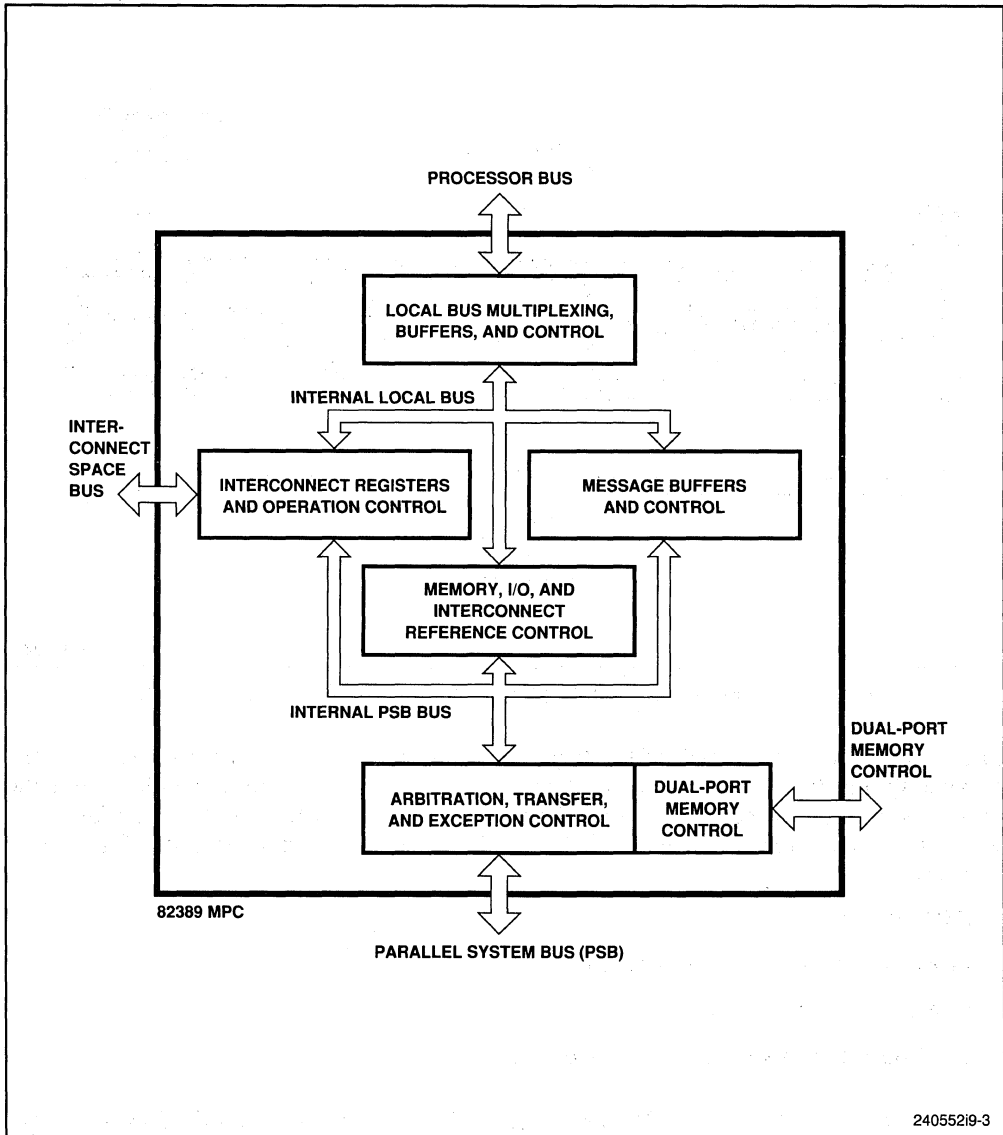 PROCESSOR BUS
LOCAL BUS MULTIPLEXING,
BUFFERS, AND CONTROL
INTERNAL LOCAL BUS
INTER-
CONNECT
SPACE
BUS
INTERCONNECT REGISTERS
AND OPERATION CONTROL
MESSAGE BUFFERS
AND CONTROL
MEMORY, I/O, AND
INTERCONNECT
REFERENCE CONTROL
INTERNAL PSB BUS
DUAL-PORT
MEMORY
CONTROL
ARBITRATION, TRANSFER,
AND EXCEPTION CONTROL
DUAL-PORT
MEMORY
CONTROL
82389 MPC
PARALLEL SYSTEM BUS (PSB)
240552i9-3